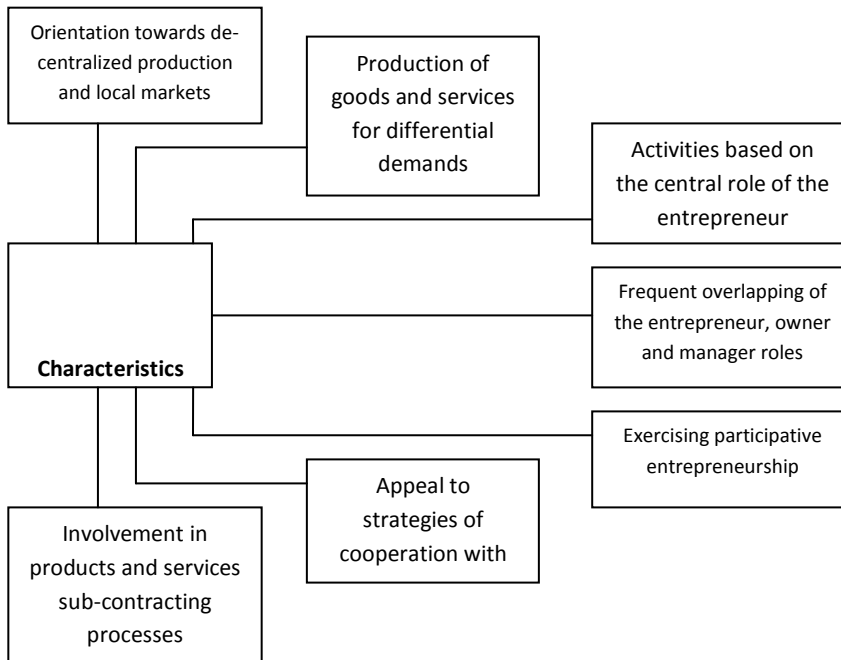 Orientation towards de-
centralized production
and local markets
Production of
goods and services
for differential
demands
Activities based on
the central role of the
entrepreneur
Frequent overlapping of
the entrepreneur, owner
and manager roles
Characteristics
Exercising participative
entrepreneurship
Appeal to
strategies of
cooperation with
Involvement in
products and services
sub-contracting
processes